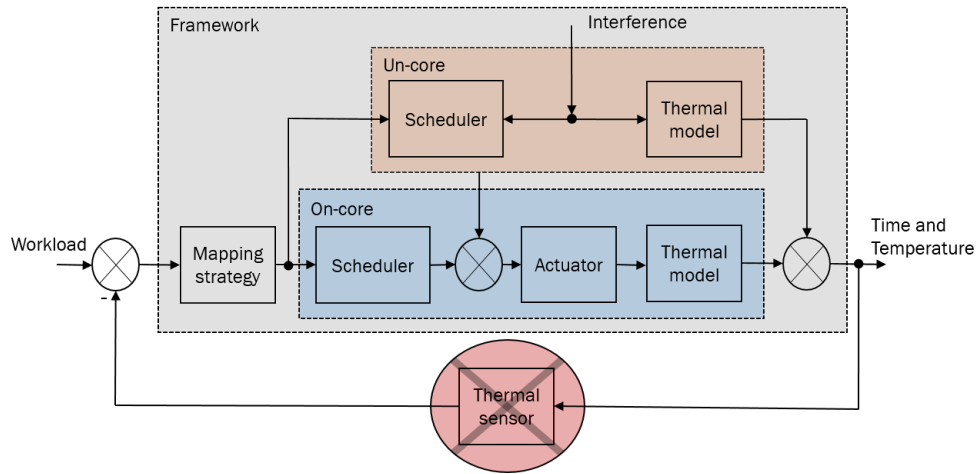 Framework
Interference
Un-core
Scheduler
Thermal
model
On-core
Workload
-
Mapping
strategy
Scheduler
Actuator
Thermal
model
Time and
Temperature
Thermal
sensor